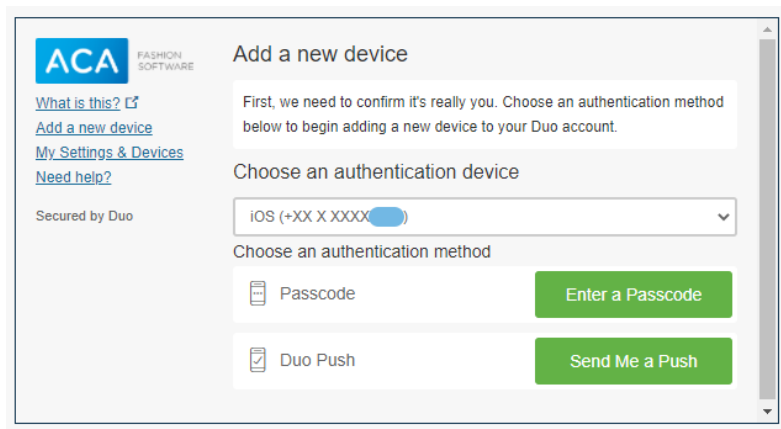 ACA
FASHION
SOFTWARE
What is this?
Add a new device
My Settings & Devices
Need help?
Secured by Duo
Add a new device
First, we need to confirm it's really you. Choose an authentication method
below to begin adding a new device to your Duo account.
Choose an authentication device
iOS (+XX X XXXX )
Choose an authentication method
Passcode
Enter a Passcode
Duo Push
Send Me a Push